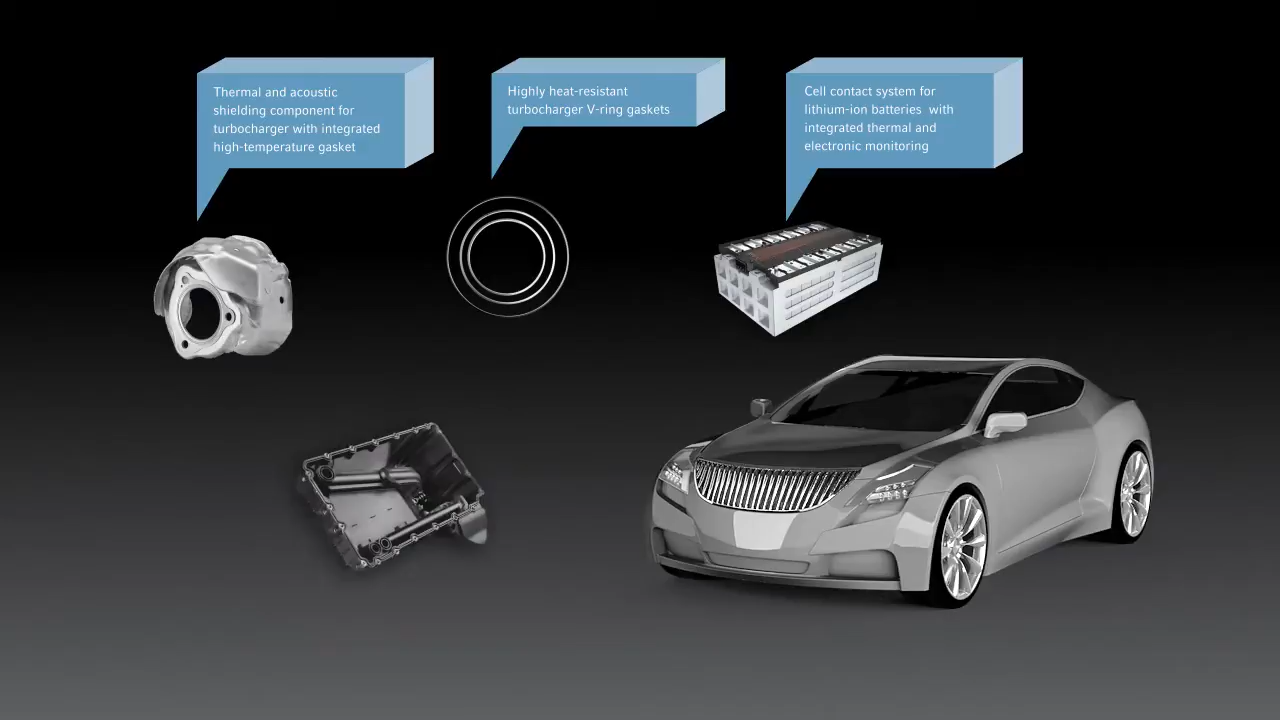 Thermal and acoustic
shielding component for
turbocharger with integrated
high-temperature gasket
Highly heat-resistant
turbocharger V-ring gaskets
Cell contact system for
lithium-ion batteries  with
integrated thermal and
electronic monitoring